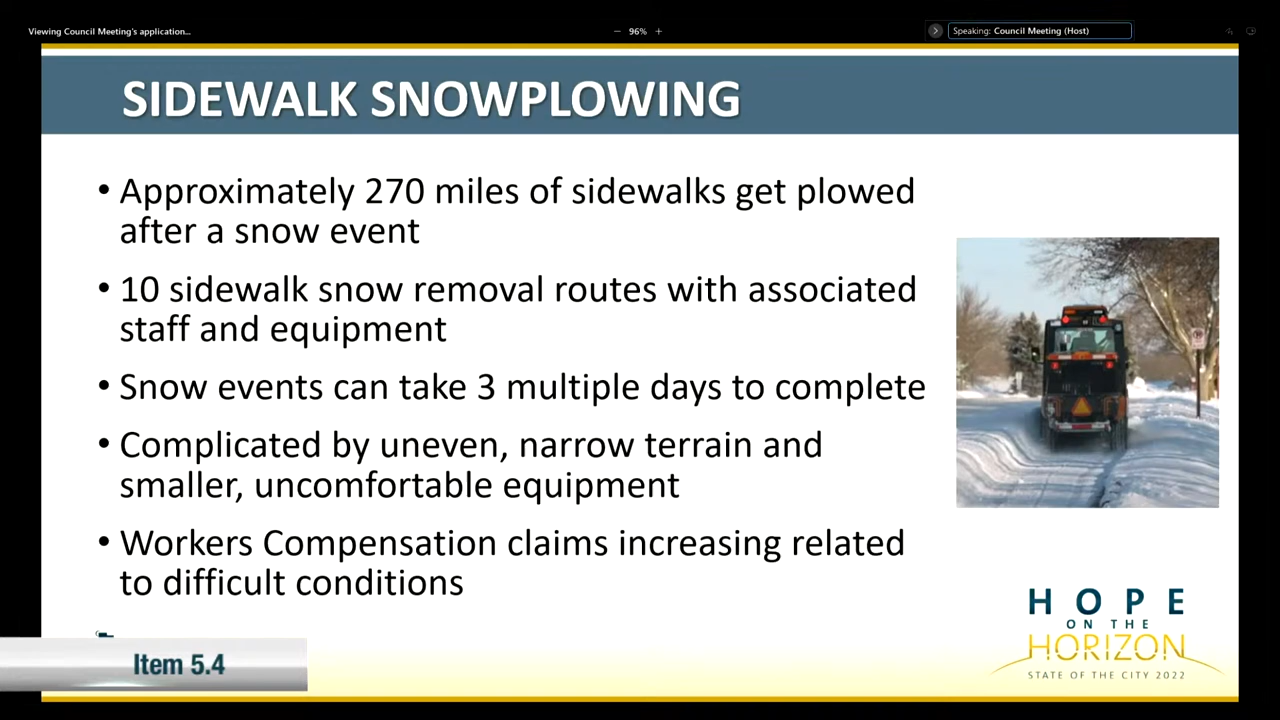 Viewing Council Meeting's application...
− 96% +
Speaking: Council Meeting (Host)
SIDEWALK SNOWPLOWING
• Approximately 270 miles of sidewalks get plowed
after a snow event
• 10 sidewalk snow removal routes with associated
staff and equipment
• Snow events can take 3 multiple days to complete
• Complicated by uneven, narrow terrain and
smaller, uncomfortable equipment
• Workers Compensation claims increasing related
to difficult conditions
HOPE
ON THE
HORIZON
STATE OF THE CITY 2022
Item 5.4